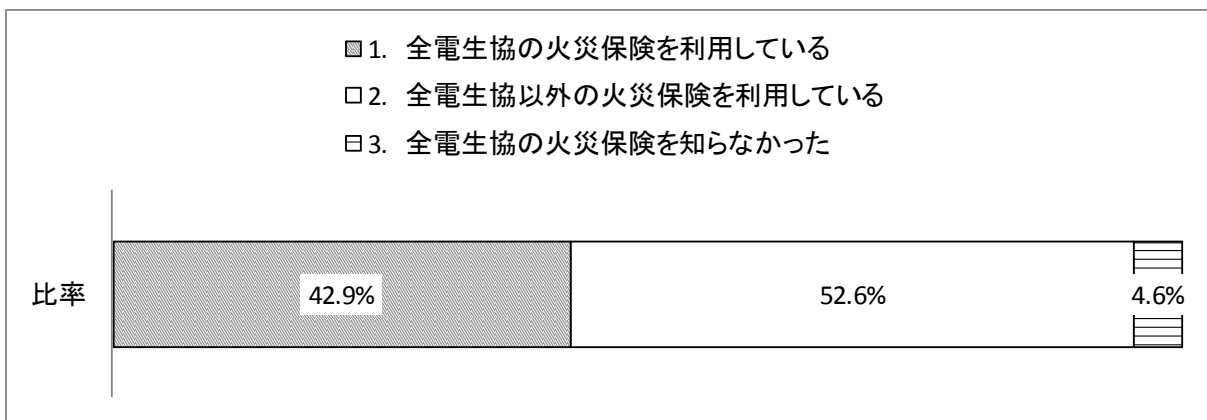 1. 全電生協の火災保険を利用している
2. 全電生協以外の火災保険を利用している
3. 全電生協の火災保険を知らなかった
比率 42.9% 52.6% 4.6%